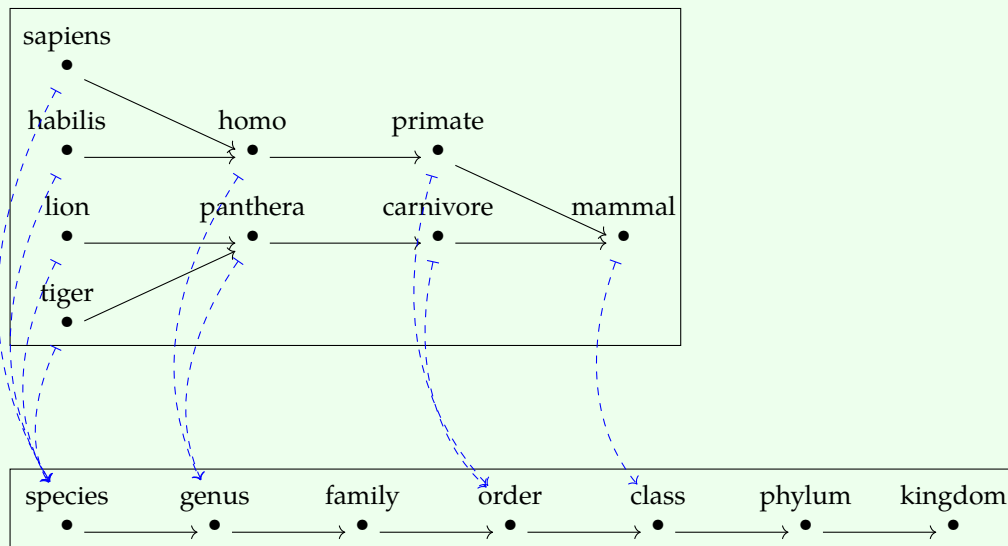 sapiens
habilis homo primate
lion panthera carnivore mammal
tiger
species genus family order class phylum kingdom